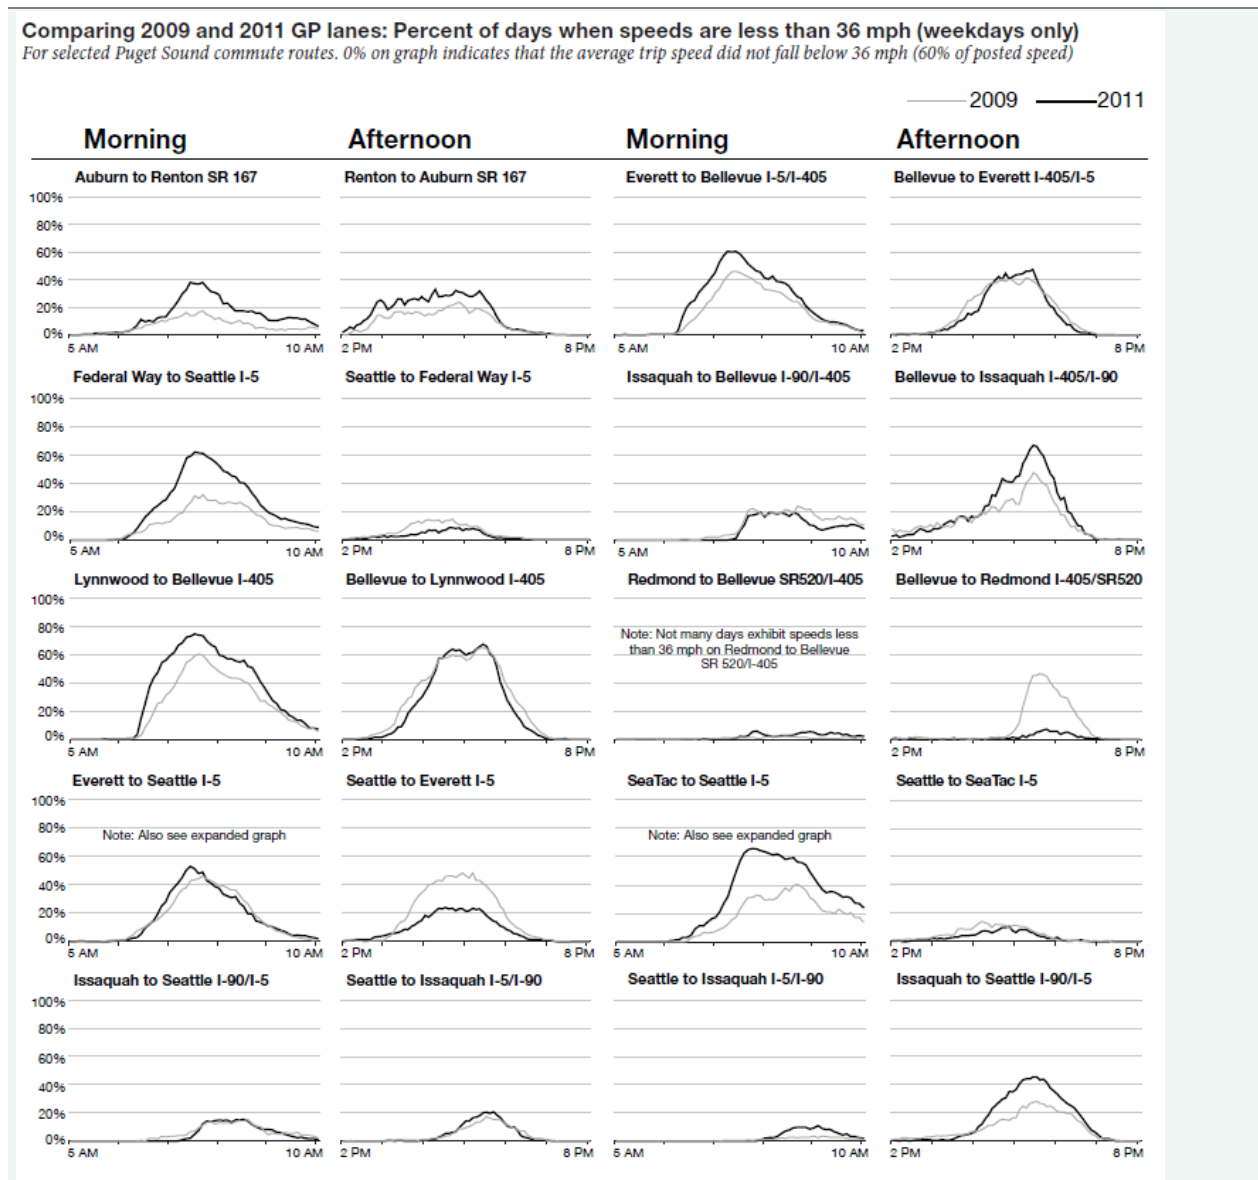 Comparing 2009 and 2011 GP lanes: Percent of days when speeds are less than 36 mph (weekdays only)
For selected Puget Sound commute routes. 0% on graph indicates that the average trip speed did not fall below 36 mph (60% of posted speed)
2009 2011
Morning Afternoon Morning Afternoon
Auburn to Renton SR 167 Renton to Auburn SR 167 Everett to Bellevue I-5/I-405 Bellevue to Everett I-405/I-5
100%
80%
60%
40%
20%
0%
5 AM 10 AM 2 PM 8 PM 5 AM 10 AM 2 PM 8 PM
Federal Way to Seattle I-5 Seattle to Federal Way I-5 Issaquah to Bellevue I-90/I-405 Bellevue to Issaquah I-405/I-90
100%
80%
60%
40%
20%
0%
5 AM 10 AM 2 PM 8 PM 5 AM 10 AM 2 PM 8 PM
Lynnwood to Bellevue I-405 Bellevue to Lynnwood I-405 Redmond to Bellevue SR520/I-405 Bellevue to Redmond I-405/SR520
100%
80%
60%
40%
20%
0%
Note: Not many days exhibit speeds less
than 36 mph on Redmond to Bellevue
SR 520/I-405
5 AM 10 AM 2 PM 8 PM 5 AM 10 AM 2 PM 8 PM
Everett to Seattle I-5 Seattle to Everett I-5 SeaTac to Seattle I-5 Seattle to SeaTac I-5
100%
80%
60%
40%
20%
0%
Note: Also see expanded graph Note: Also see expanded graph
5 AM 10 AM 2 PM 8 PM 5 AM 10 AM 2 PM 8 PM
Issaquah to Seattle I-90/I-5 Seattle to Issaquah I-5/I-90 Seattle to Issaquah I-5/I-90 Issaquah to Seattle I-90/I-5
100%
80%
60%
40%
20%
0%
5 AM 10 AM 2 PM 8 PM 5 AM 10 AM 2 PM 8 PM